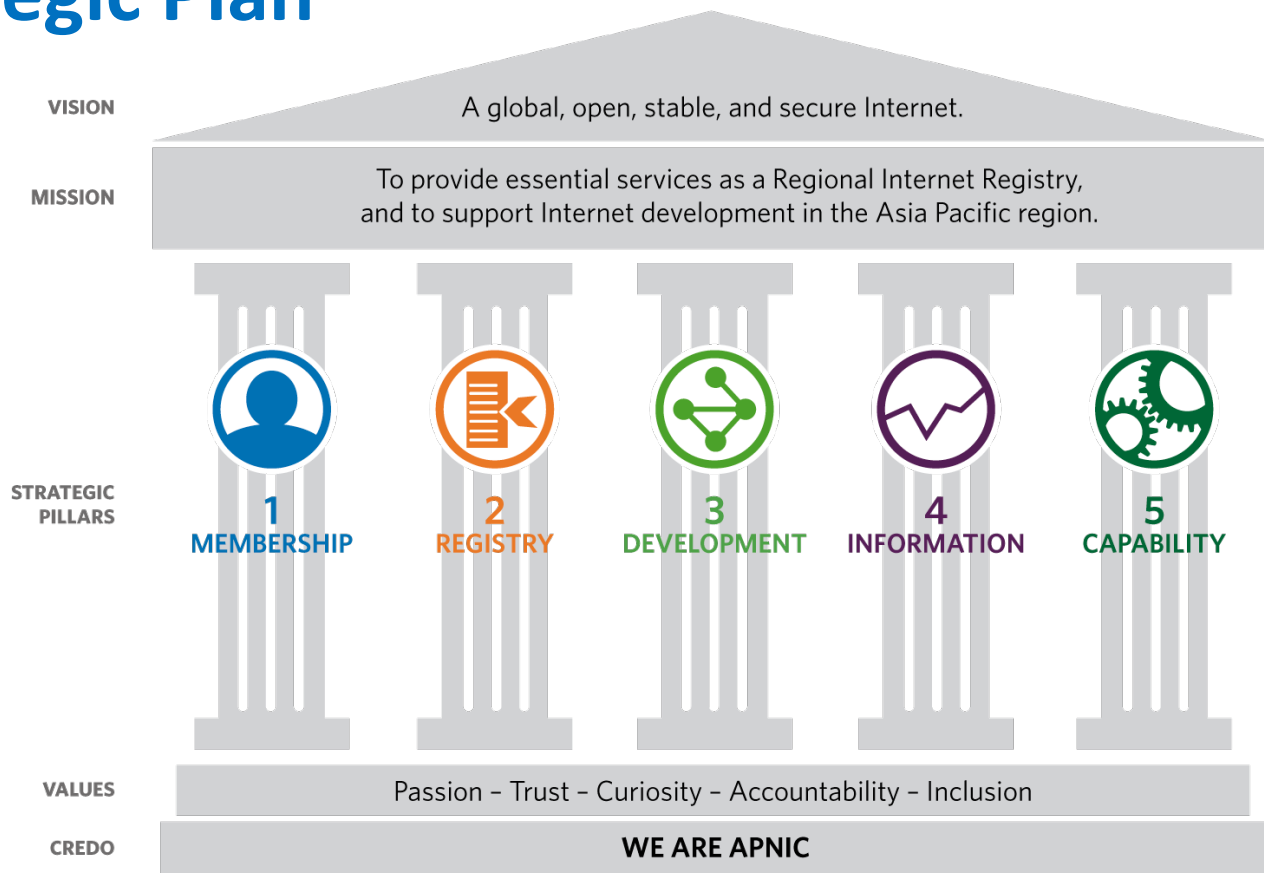 egic Plan
VISION
A global, open, stable, and secure Internet.
MISSION
To provide essential services as a Regional Internet Registry,
and to support Internet development in the Asia Pacific region.
STRATEGIC
PILLARS
1
MEMBERSHIP
2
REGISTRY
3
DEVELOPMENT
4
INFORMATION
5
CAPABILITY
VALUES
Passion – Trust – Curiosity – Accountability – Inclusion
CREDO
WE ARE APNIC